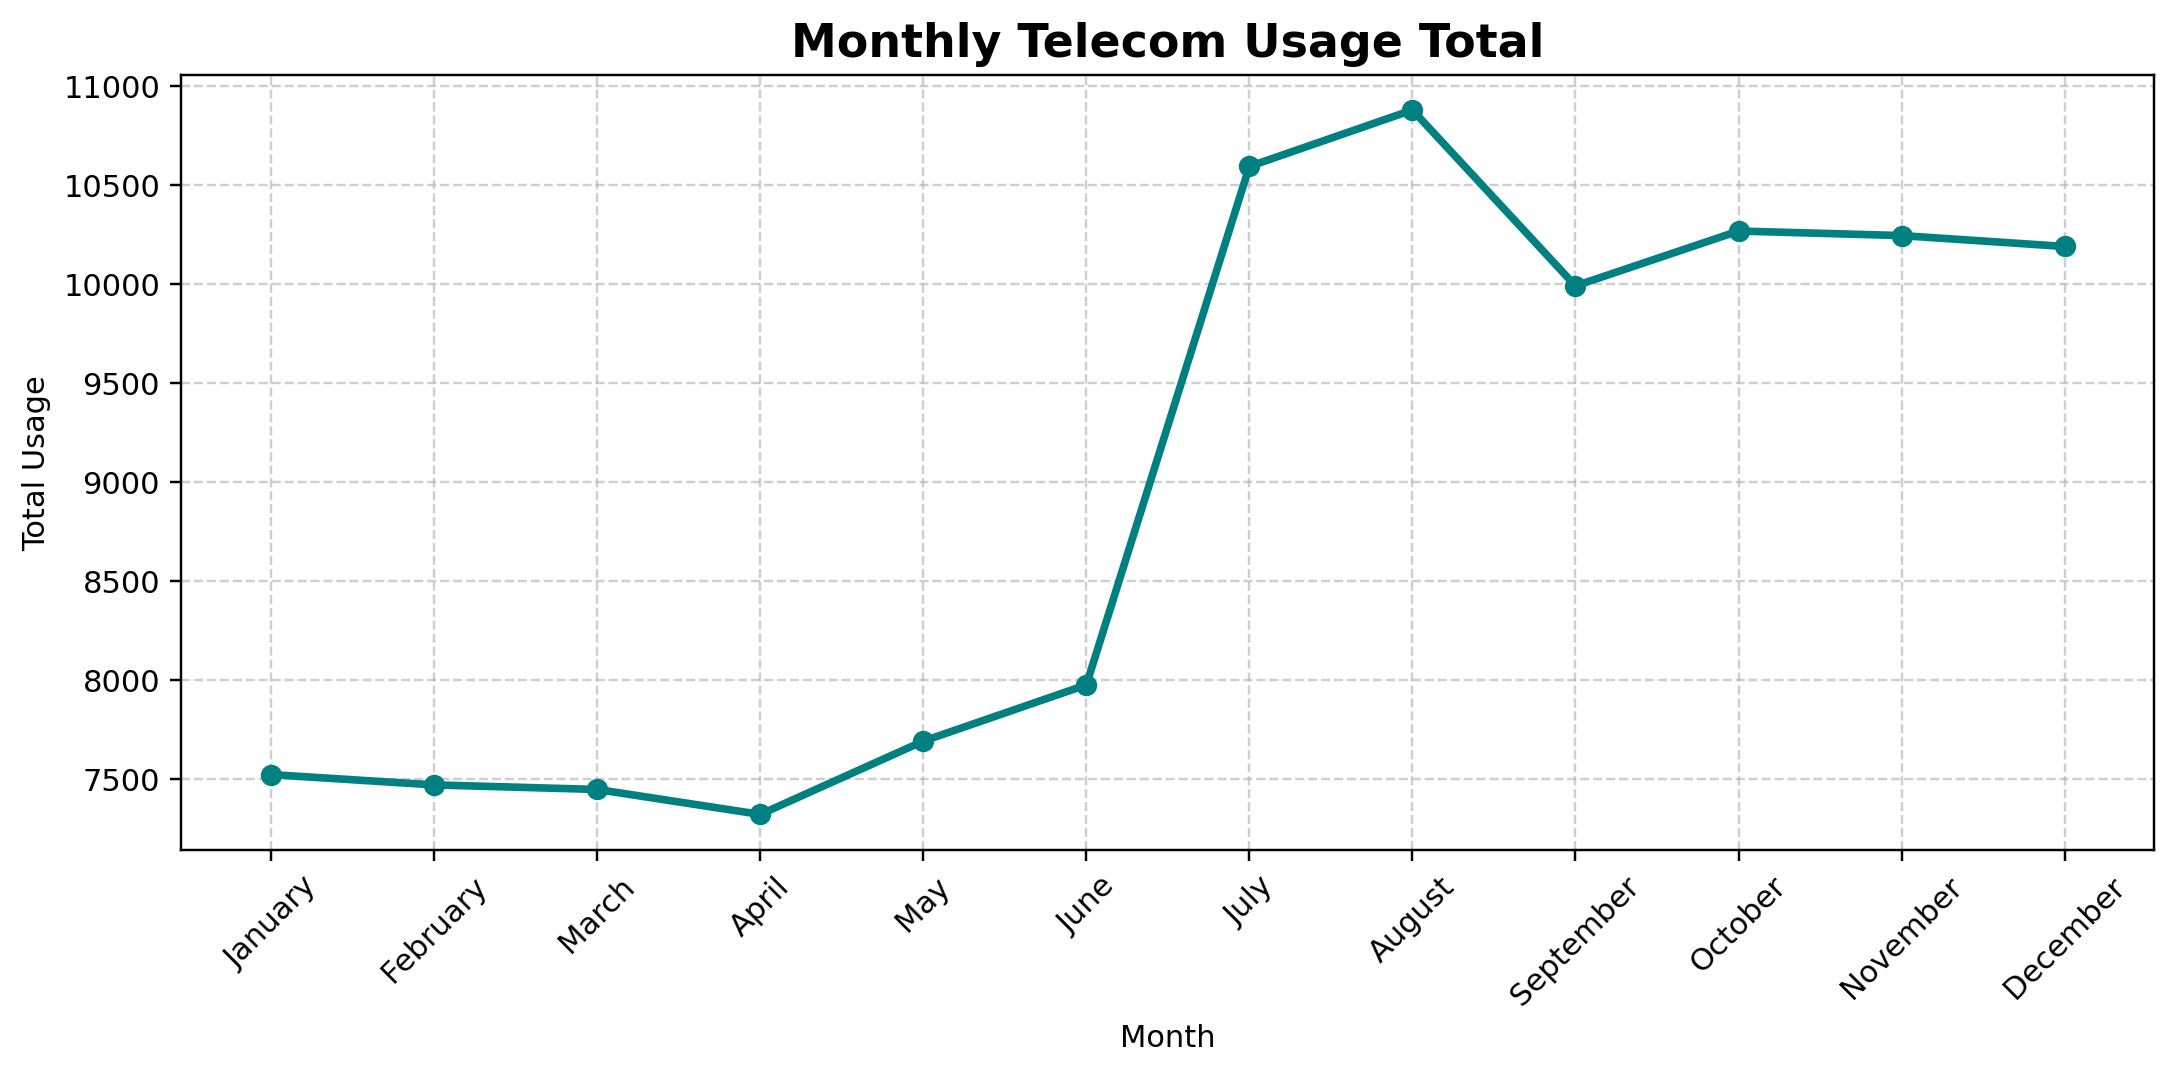 Monthly Telecom Usage Total
11000
10500
10000
9500
9000
8500
8000
7500
Total Usage
January
February
March
April
May
June
July
August
September
October
November
December
Month